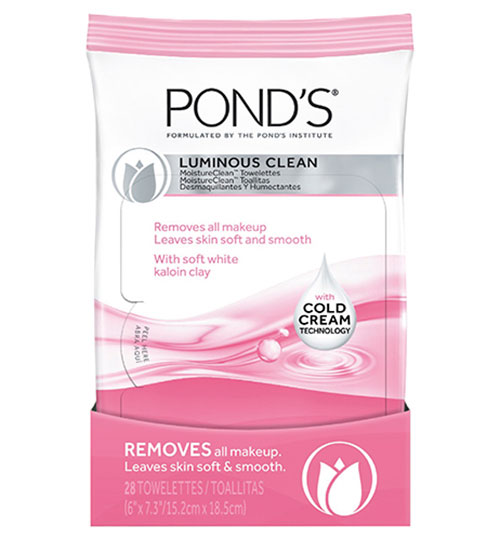 POND'S®
FORMULATED BY THE POND'S INSTITUTE
LUMINOUS CLEAN
MoistureClean™ Towelettes
MoistureClean™ Toallitas
Desmaquilantes Y Humectantes
Removes all makeup
Leaves skin soft and smooth
With soft white
kaloin clay
with
COLD
CREAM
TECHNOLOGY
PEEL HERE
ABRA AQUÍ
REMOVES all makeup.
Leaves skin soft & smooth.
28 TOWELETTES / TOALLITAS
(6"x 7.3"/15.2cm x 18.5cm)